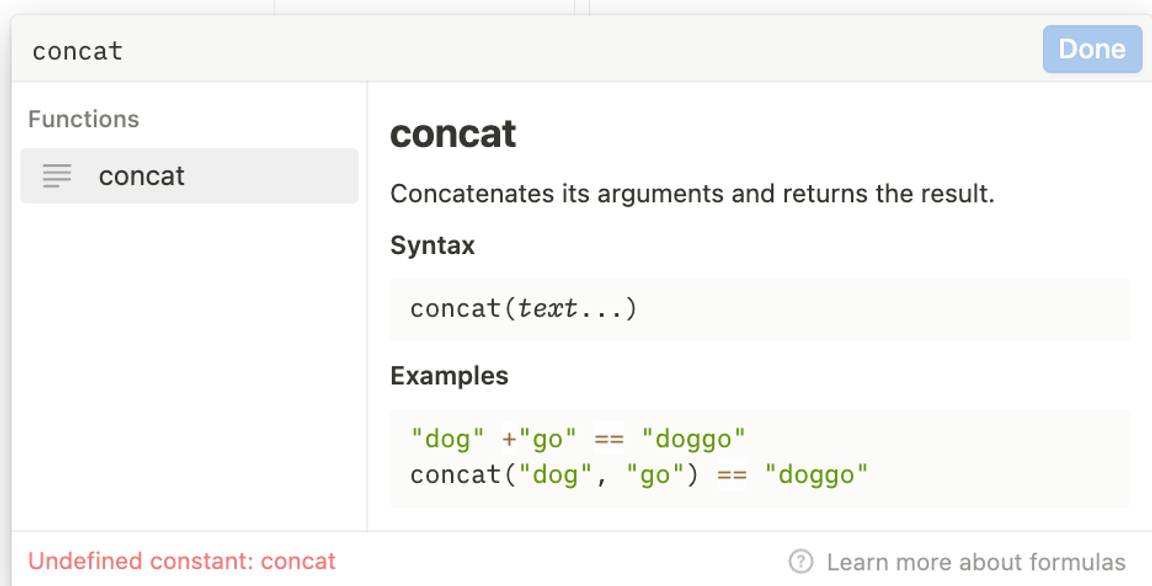 concat
Done
Functions
concat
concat
Concatenates its arguments and returns the result.
Syntax
concat(text...)
Examples
"dog" +"go" == "doggo"
concat("dog", "go") == "doggo"
Undefined constant: concat
? Learn more about formulas